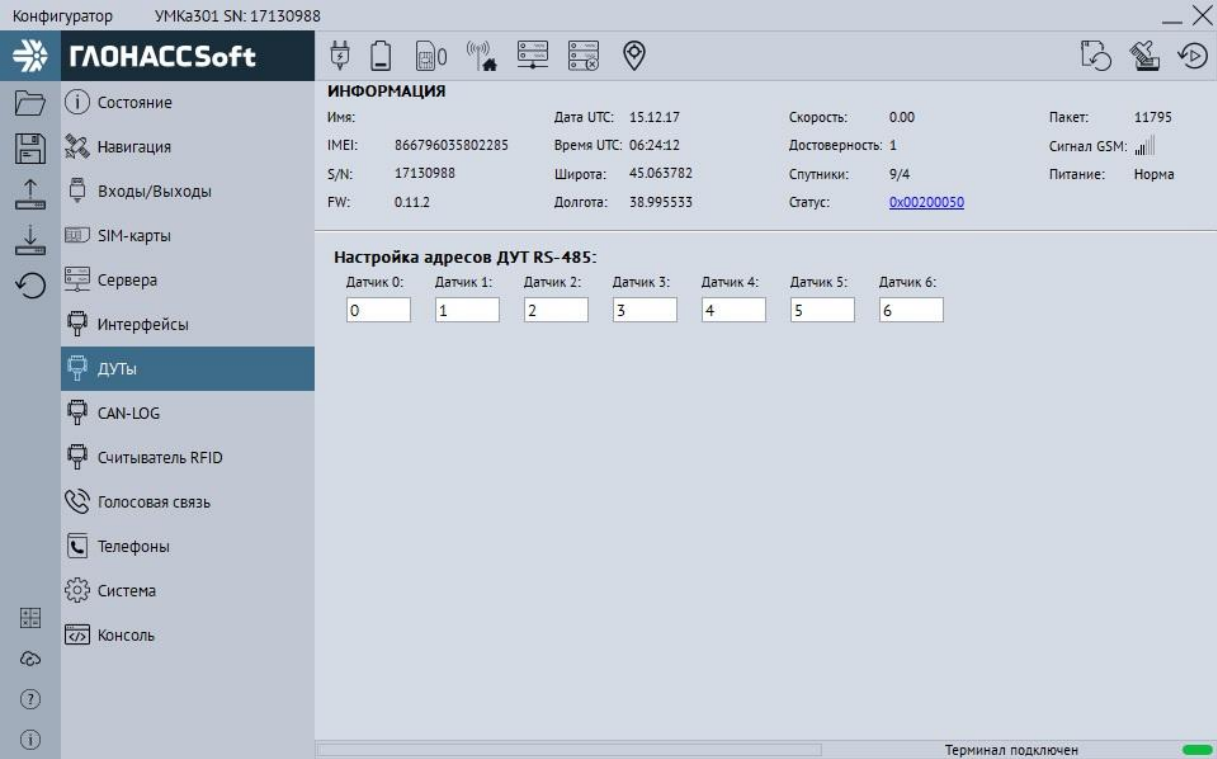 Конфигуратор УМКа301 SN: 17130988
ГЛОНАССSoft
0
Состояние
Навигация
Входы/Выходы
SIM-карты
Сервера
Интерфейсы
ДУТы
CAN-LOG
Считыватель RFID
Голосовая связь
Телефоны
Система
Консоль
ИНФОРМАЦИЯ
Имя: Дата UTC: 15.12.17 Скорость: 0.00 Пакет: 11795
IMEI: 866796035802285 Время UTC: 06:24:12 Достоверность: 1 Сигнал GSM:
S/N: 17130988 Широта: 45.063782 Спутники: 9/4 Питание: Норма
FW: 0.11.2 Долгота: 38.995533 Статус: 0x00200050
Настройка адресов ДУТ RS-485:
Датчик 0: Датчик 1: Датчик 2: Датчик 3: Датчик 4: Датчик 5: Датчик 6:
0 1 2 3 4 5 6
Терминал подключен